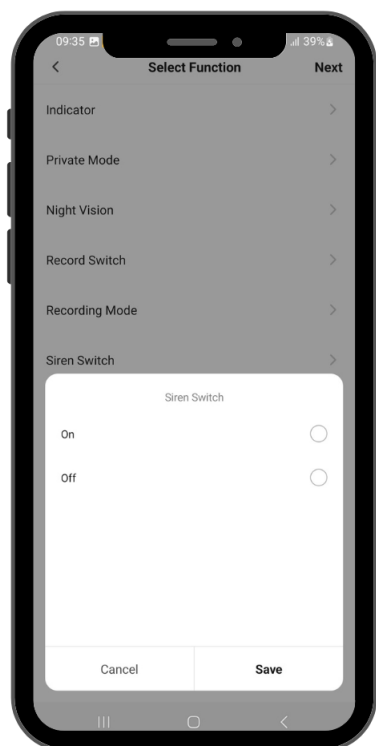 09:35
39%
Select Function
Next
Indicator
Private Mode
Night Vision
Record Switch
Recording Mode
Siren Switch
Siren Switch
On
Off
Cancel
Save